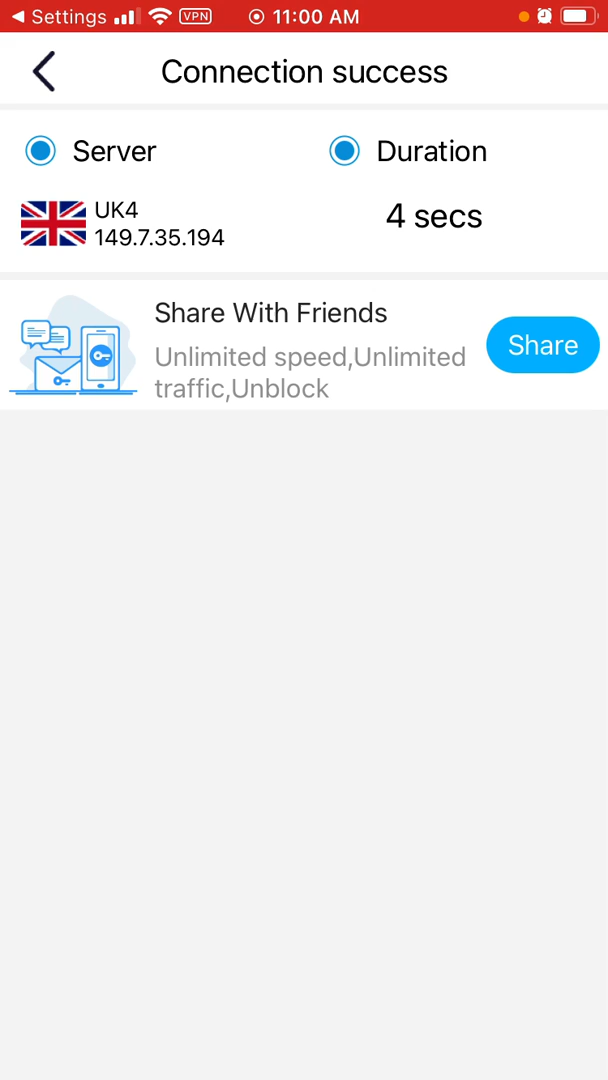 Settings VPN 11:00 AM
Connection success
Server Duration
UK4
149.7.35.194
4 secs
Share With Friends
Unlimited speed,Unlimited
traffic,Unblock
Share